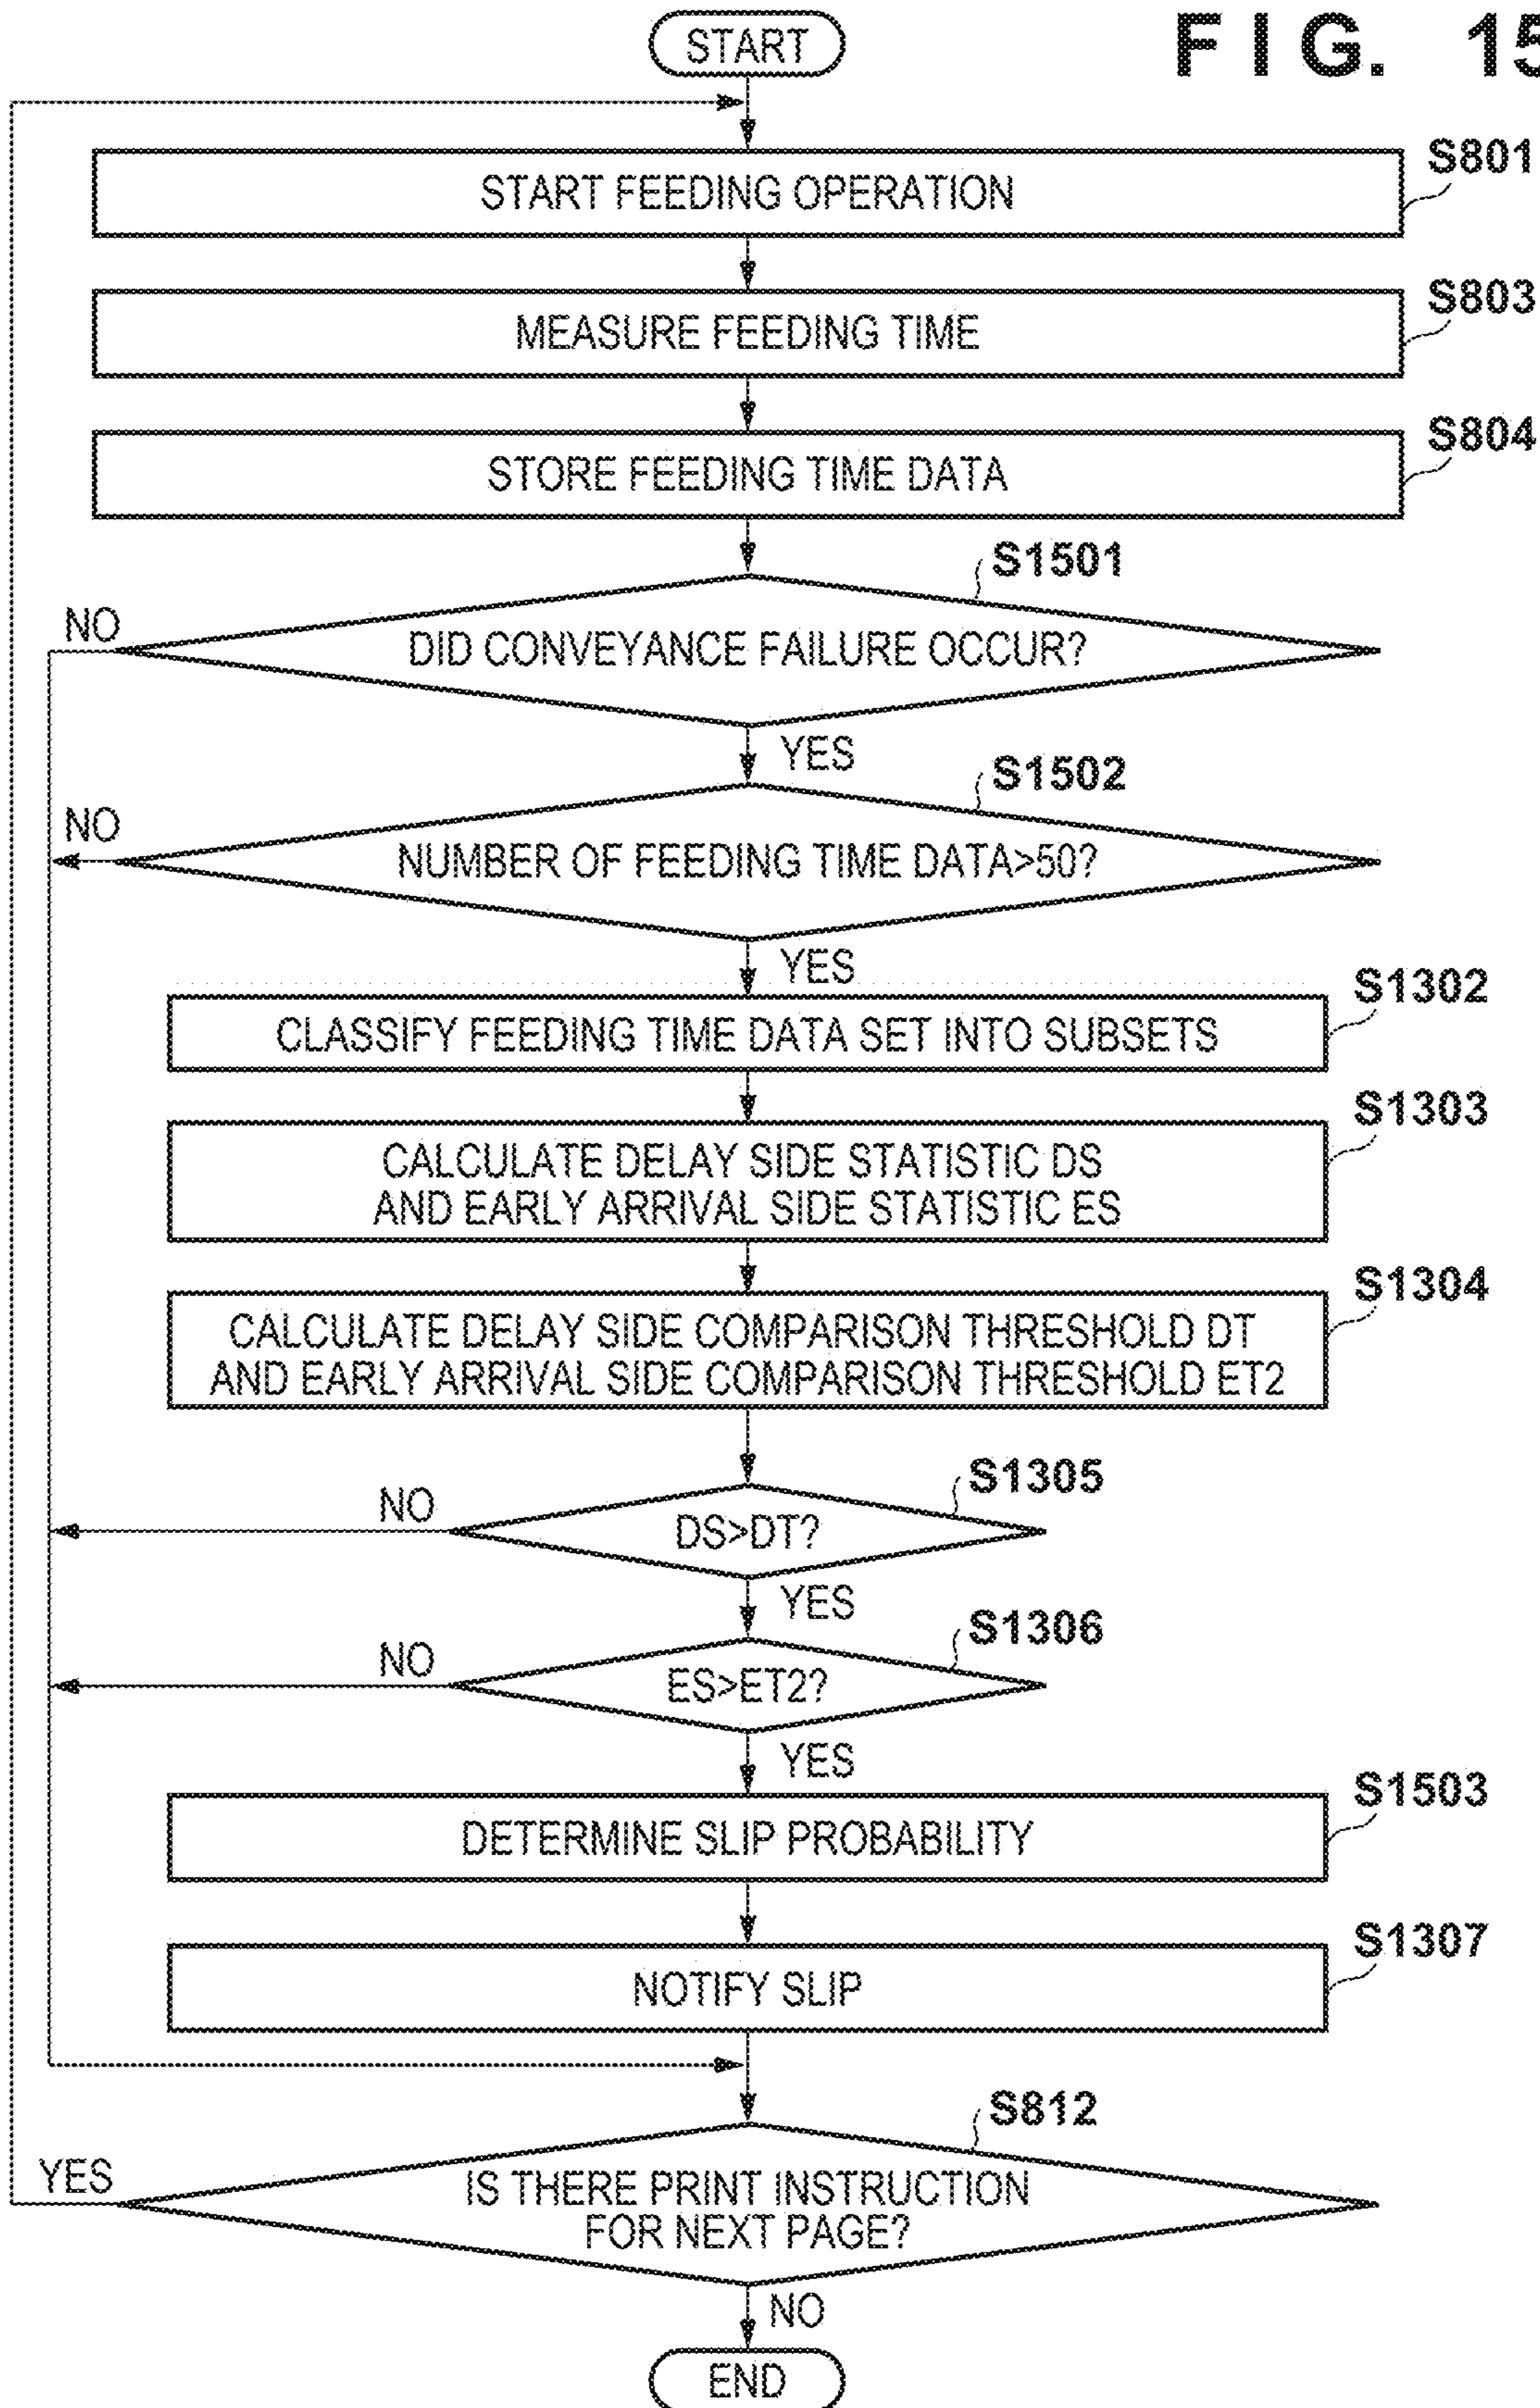 START
FIG. 15
START FEEDING OPERATION
S801
MEASURE FEEDING TIME
S803
STORE FEEDING TIME DATA
S804
S1501
NO
DID CONVEYANCE FAILURE OCCUR?
YES
S1502
NO
NUMBER OF FEEDING TIME DATA>50?
YES
S1302
CLASSIFY FEEDING TIME DATA SET INTO SUBSETS
S1303
CALCULATE DELAY SIDE STATISTIC DS
AND EARLY ARRIVAL SIDE STATISTIC ES
S1304
CALCULATE DELAY SIDE COMPARISON THRESHOLD DT
AND EARLY ARRIVAL SIDE COMPARISON THRESHOLD ET2
S1305
NO
DS>DT?
YES
S1306
NO
ES>ET2?
YES
S1503
DETERMINE SLIP PROBABILITY
S1307
NOTIFY SLIP
S812
YES
IS THERE PRINT INSTRUCTION
FOR NEXT PAGE?
NO
END